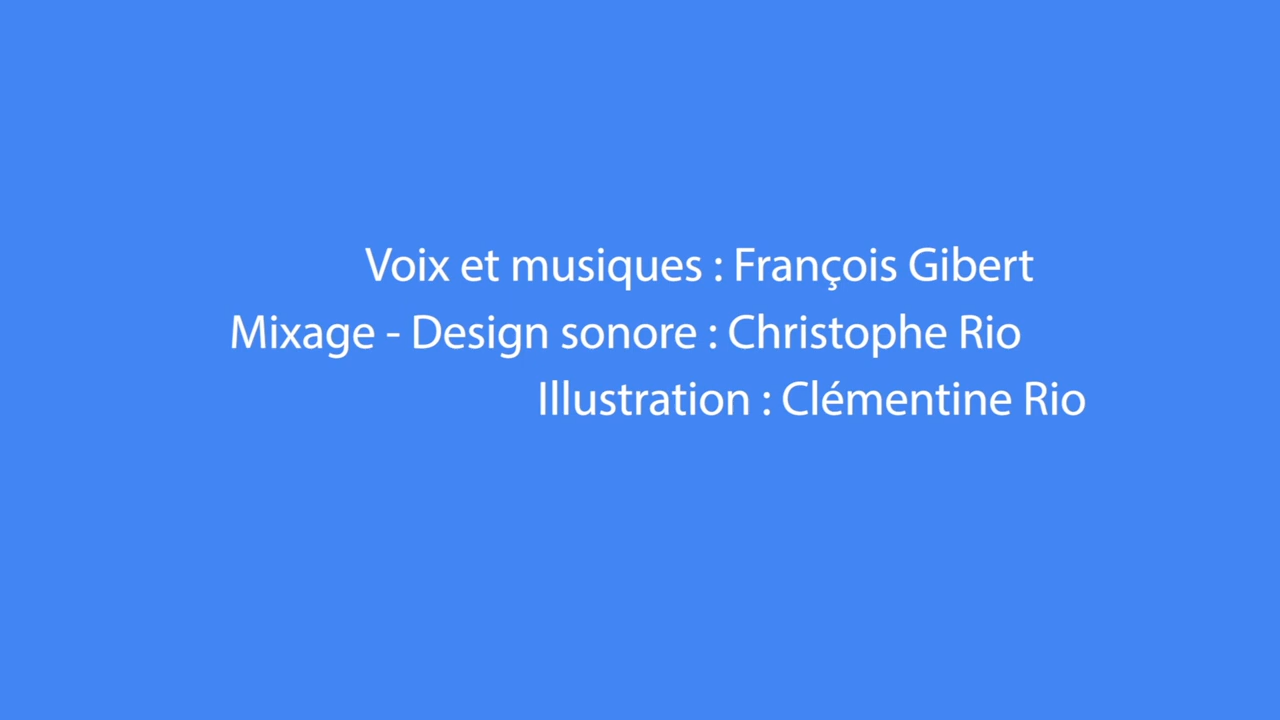 Voix et musiques : François Gibert
Mixage - Design sonore : Christophe Rio
Illustration : Clémentine Rio